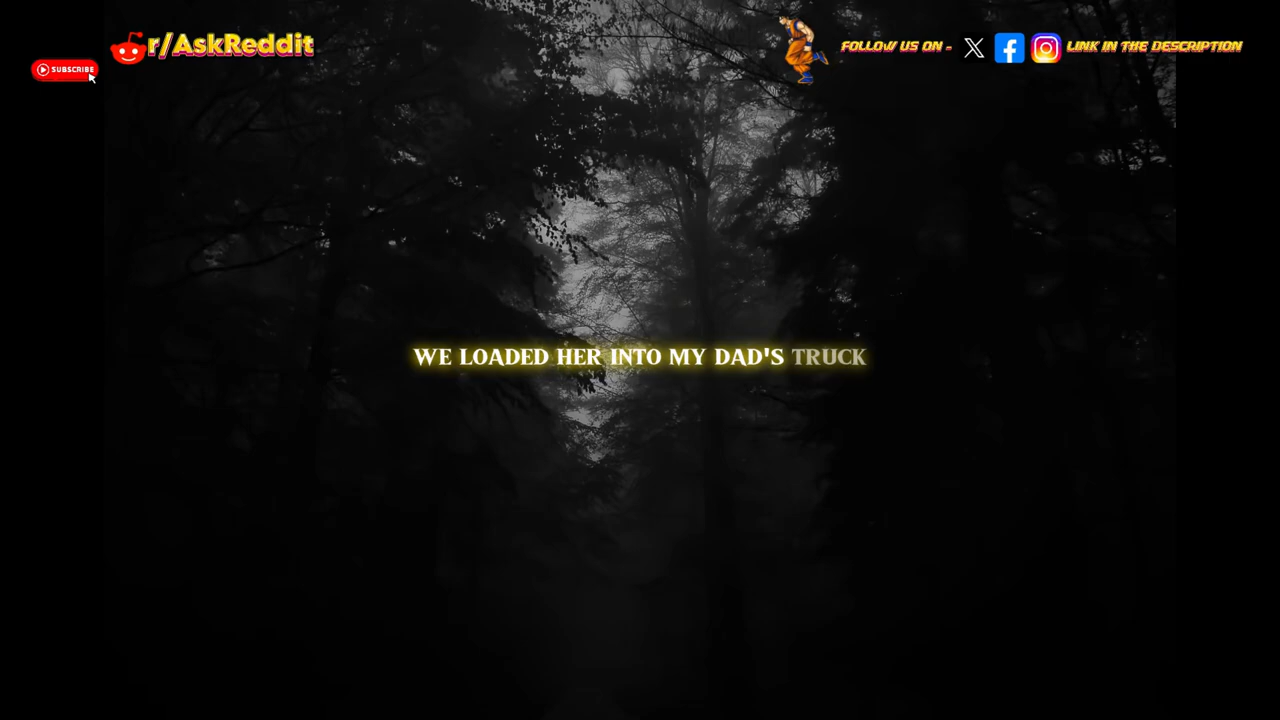 r/AskReddit
FOLLOW US ON -
LINK IN THE DESCRIPTION
SUBSCRIBE
WE LOADED HER INTO MY DAD'S TRUCK